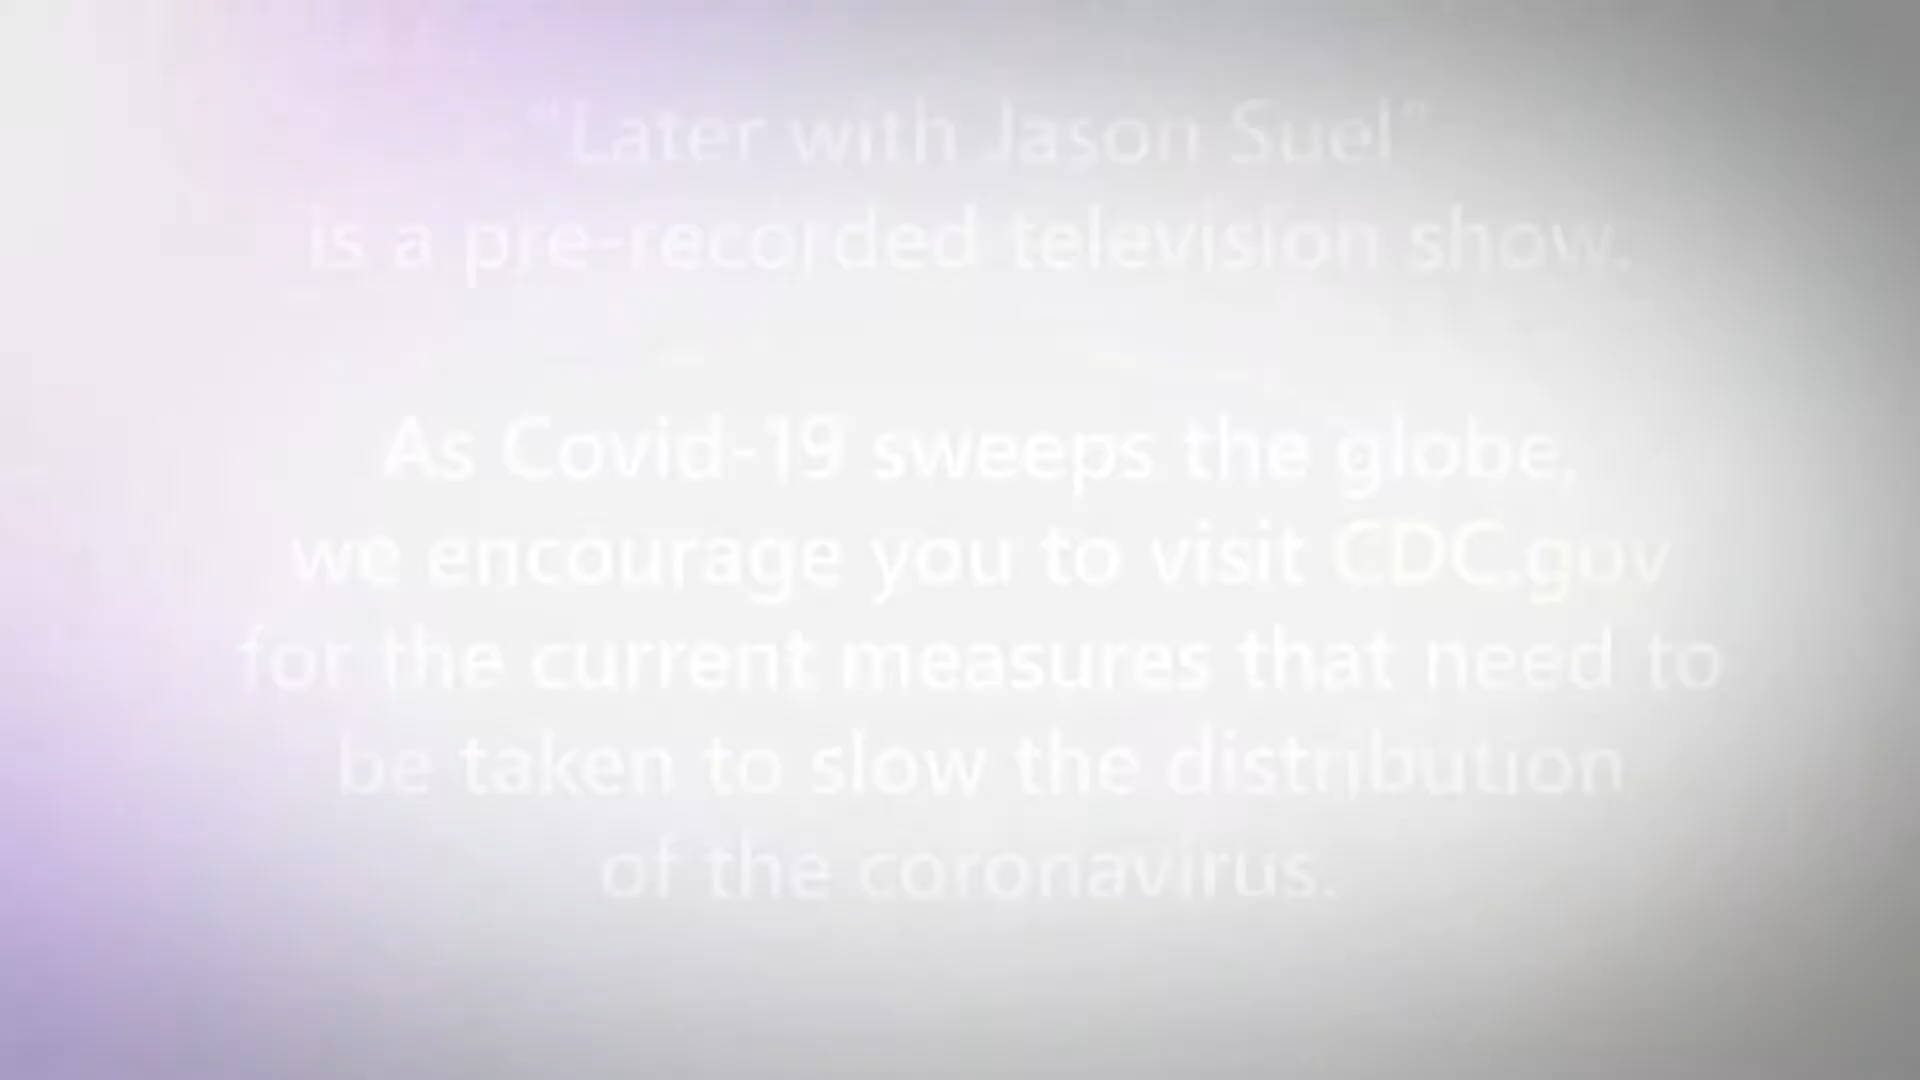 "Later with Jason Suel"
is a pre-recorded television show.
As Covid-19 sweeps the globe,
we encourage you to visit CDC.gov
for the current measures that need to
be taken to slow the distribution
of the coronavirus.